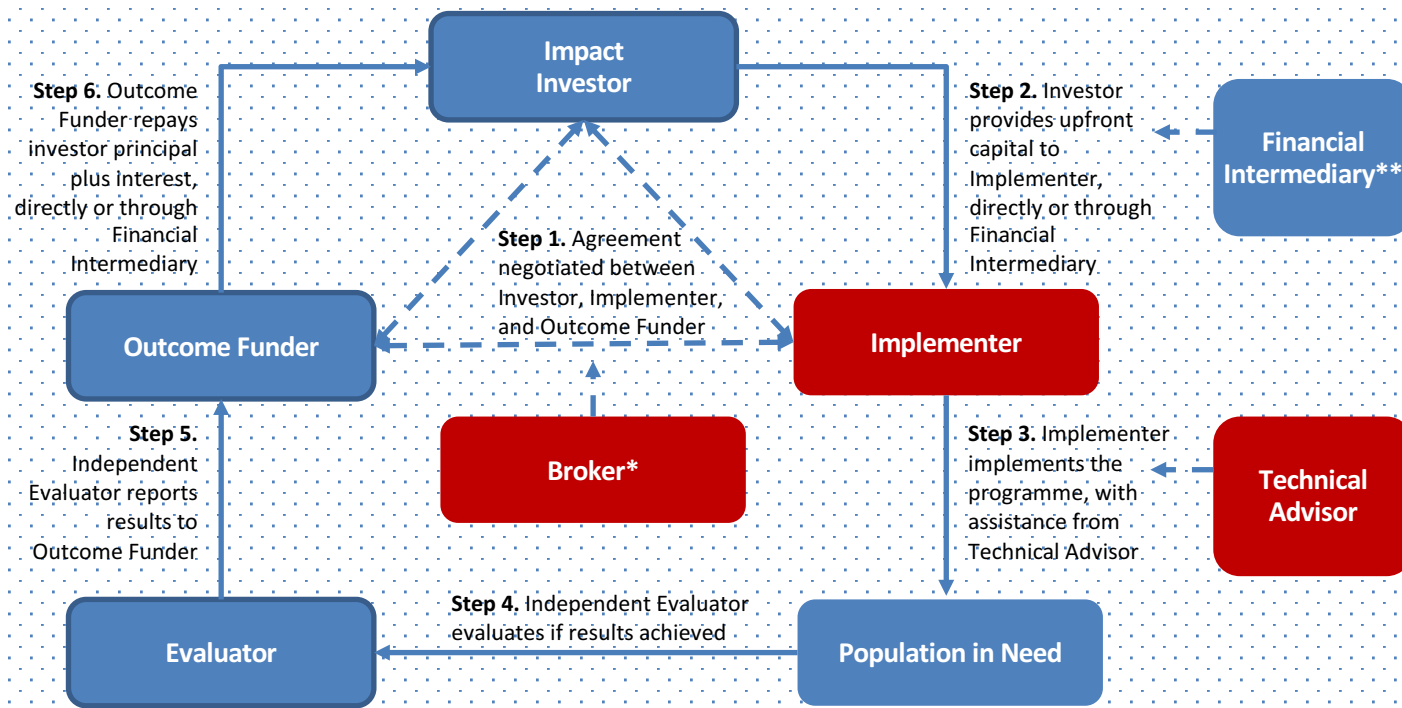 Impact
Investor
Step 6. Outcome
Funder repays
investor principal
plus interest,
directly or through
Financial
Intermediary
Step 2. Investor
provides upfront
capital to
Implementer,
directly or through
Financial
Intermediary
Financial
Intermediary**
Step 1. Agreement
negotiated between
Investor, Implementer,
and Outcome Funder
Outcome Funder
Implementer
Broker*
Step 5.
Independent
Evaluator reports
results to
Outcome Funder
Step 3. Implementer
implements the
programme, with
assistance from
Technical Advisor
Technical
Advisor
Step 4. Independent Evaluator
evaluates if results achieved
Evaluator
Population in Need